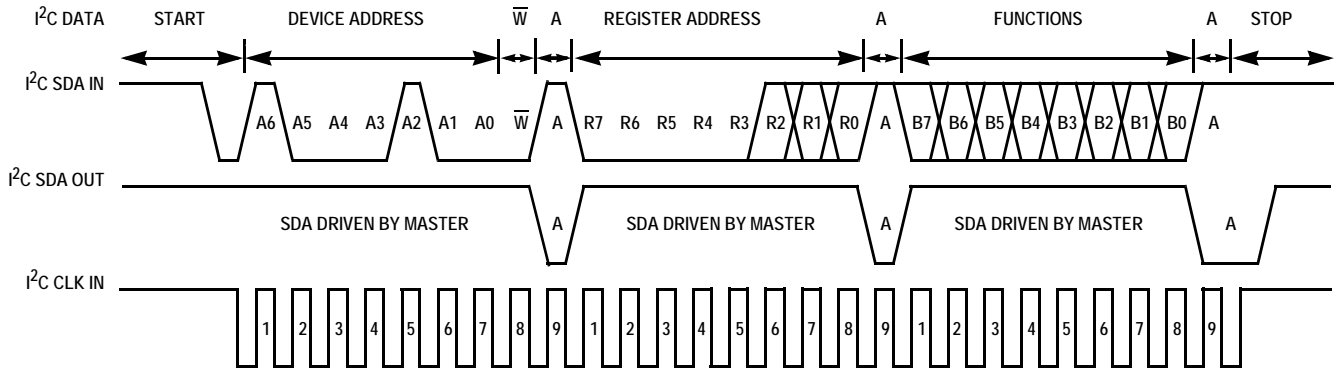 I²C DATA START DEVICE ADDRESS W̅ A REGISTER ADDRESS A FUNCTIONS A STOP
I²C SDA IN A6 A5 A4 A3 A2 A1 A0 W̅ A R7 R6 R5 R4 R3 R2 R1 R0 A B7 B6 B5 B4 B3 B2 B1 B0 A
I²C SDA OUT
SDA DRIVEN BY MASTER A SDA DRIVEN BY MASTER A SDA DRIVEN BY MASTER A
I²C CLK IN
1 2 3 4 5 6 7 8 9 1 2 3 4 5 6 7 8 9 1 2 3 4 5 6 7 8 9